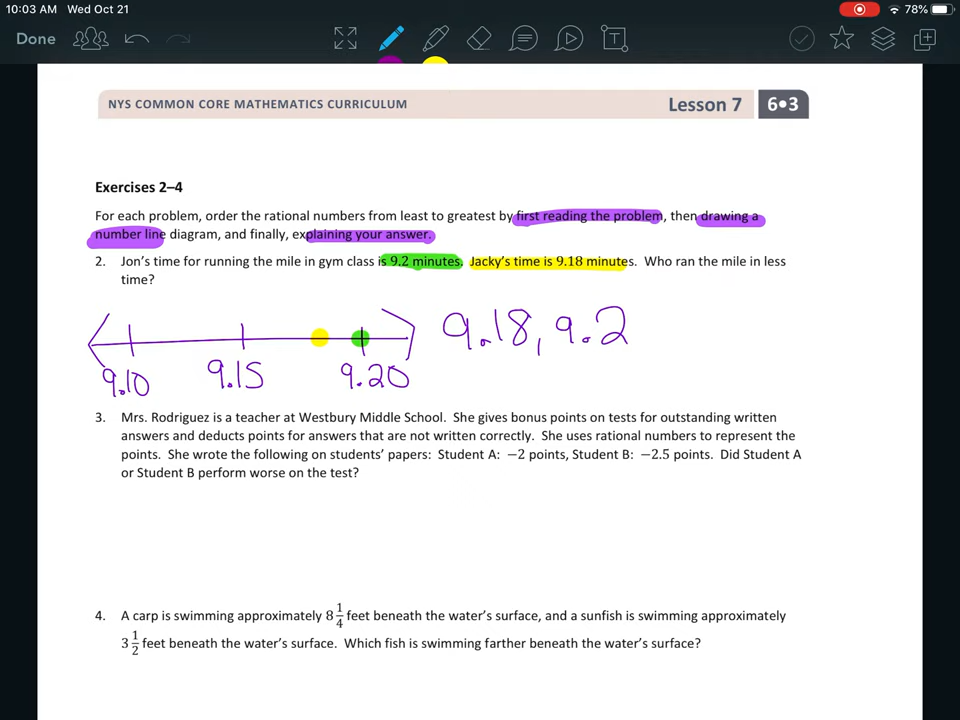 10:03 AM Wed Oct 21 78%
Done
NYS COMMON CORE MATHEMATICS CURRICULUM Lesson 7 6•3
Exercises 2–4
For each problem, order the rational numbers from least to greatest by first reading the problem, then drawing a
number line diagram, and finally, explaining your answer.
2. Jon's time for running the mile in gym class is 9.2 minutes. Jacky's time is 9.18 minutes. Who ran the mile in less
time?
9.18, 9.2
9.10 9.15 9.20
3. Mrs. Rodriguez is a teacher at Westbury Middle School. She gives bonus points on tests for outstanding written
answers and deducts points for answers that are not written correctly. She uses rational numbers to represent the
points. She wrote the following on students' papers: Student A: −2 points, Student B: −2.5 points. Did Student A
or Student B perform worse on the test?
4. A carp is swimming approximately 8 1/4 feet beneath the water's surface, and a sunfish is swimming approximately
3 1/2 feet beneath the water's surface. Which fish is swimming farther beneath the water's surface?